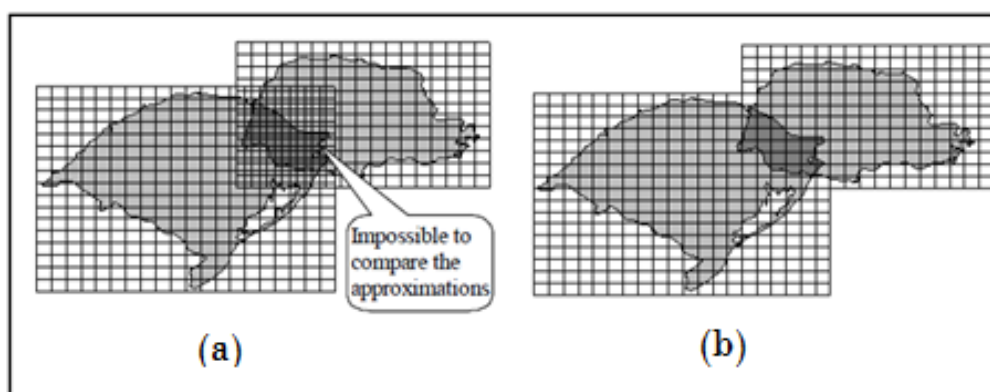 Impossible to
compare the
approximations
(a)
(b)